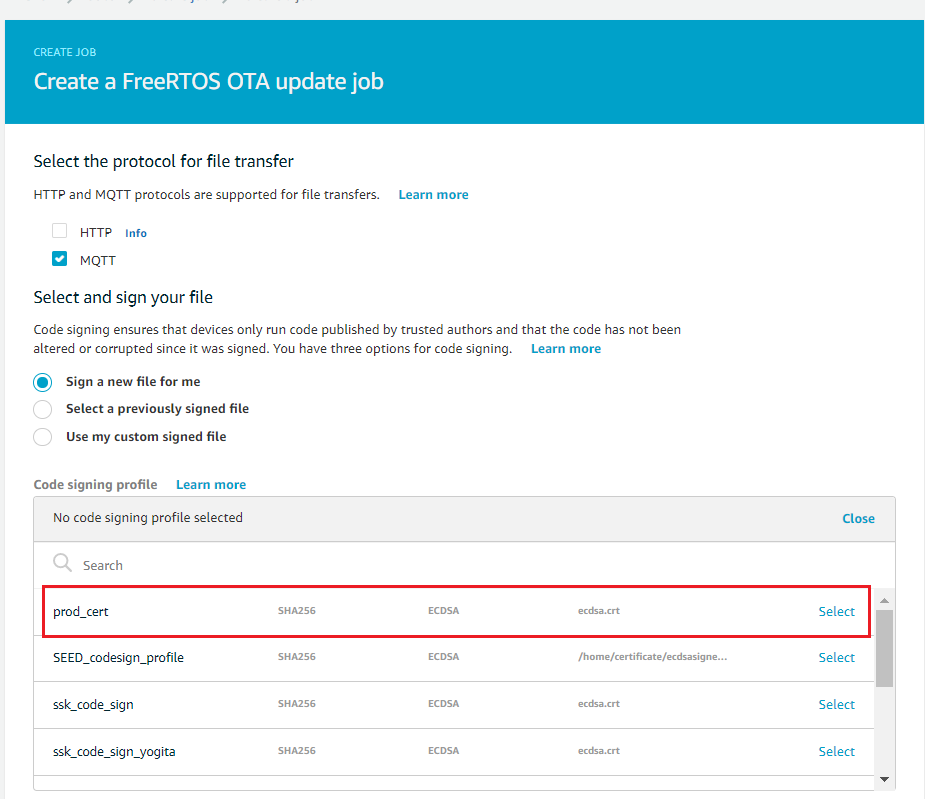 CREATE JOB
Create a FreeRTOS OTA update job
Select the protocol for file transfer
HTTP and MQTT protocols are supported for file transfers. Learn more
HTTP Info
MQTT
Select and sign your file
Code signing ensures that devices only run code published by trusted authors and that the code has not been
altered or corrupted since it was signed. You have three options for code signing. Learn more
Sign a new file for me
Select a previously signed file
Use my custom signed file
Code signing profile Learn more
No code signing profile selected Close
Search
prod_cert SHA256 ECDSA ecdsa.crt Select
SEED_codesign_profile SHA256 ECDSA /home/certificate/ecdsasigne... Select
ssk_code_sign SHA256 ECDSA ecdsa.crt Select
ssk_code_sign_yogita SHA256 ECDSA ecdsa.crt Select